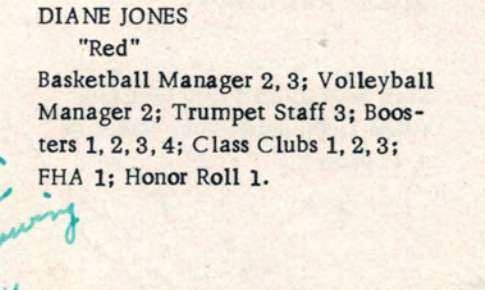 DIANE JONES
"Red"
Basketball Manager 2, 3; Volleyball
Manager 2; Trumpet Staff 3; Boos-
ters 1, 2, 3, 4; Class Clubs 1, 2, 3;
FHA 1; Honor Roll 1.